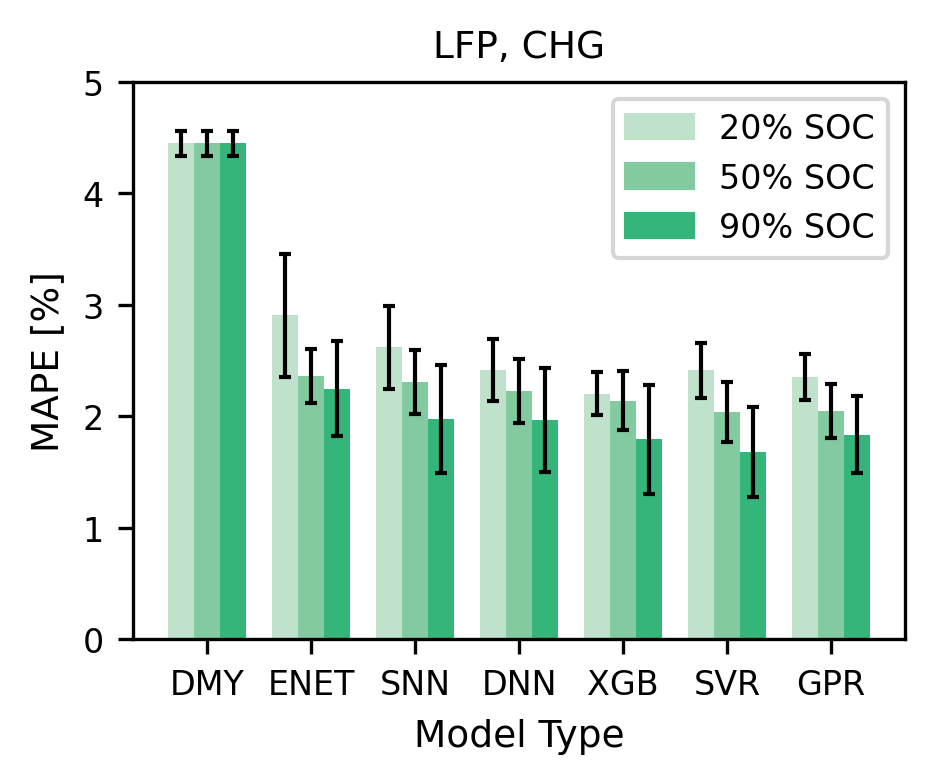 LFP, CHG
5
4
3
2
1
0
MAPE [%]
20% SOC
50% SOC
90% SOC
DMY ENET SNN DNN XGB SVR GPR
Model Type